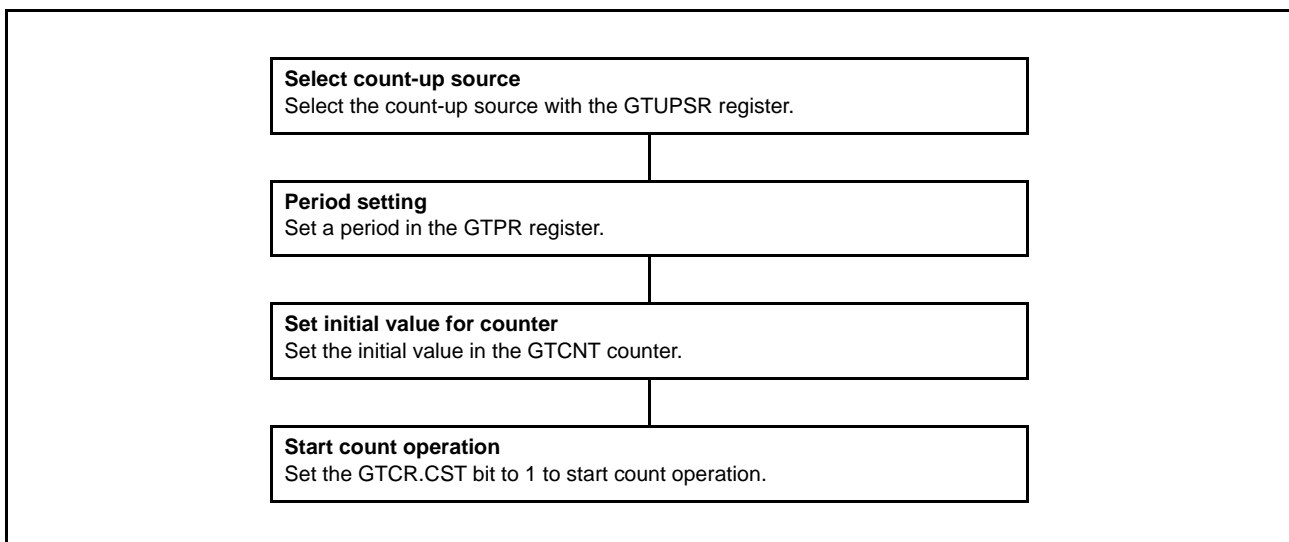 Select count-up source
Select the count-up source with the GTUPSR register.
Period setting
Set a period in the GTPR register.
Set initial value for counter
Set the initial value in the GTCNT counter.
Start count operation
Set the GTCR.CST bit to 1 to start count operation.